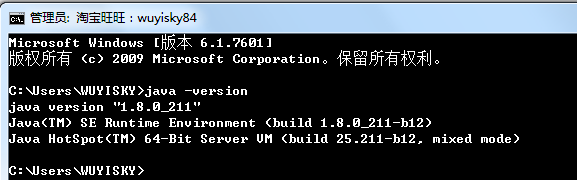 管理员: 淘宝旺旺：wuyisky84
Microsoft Windows [版本 6.1.7601]
版权所有 (c) 2009 Microsoft Corporation。保留所有权利。
C:\Users\WUYISKY>java -version
java version "1.8.0_211"
Java(TM) SE Runtime Environment (build 1.8.0_211-b12)
Java HotSpot(TM) 64-Bit Server VM (build 25.211-b12, mixed mode)
C:\Users\WUYISKY>